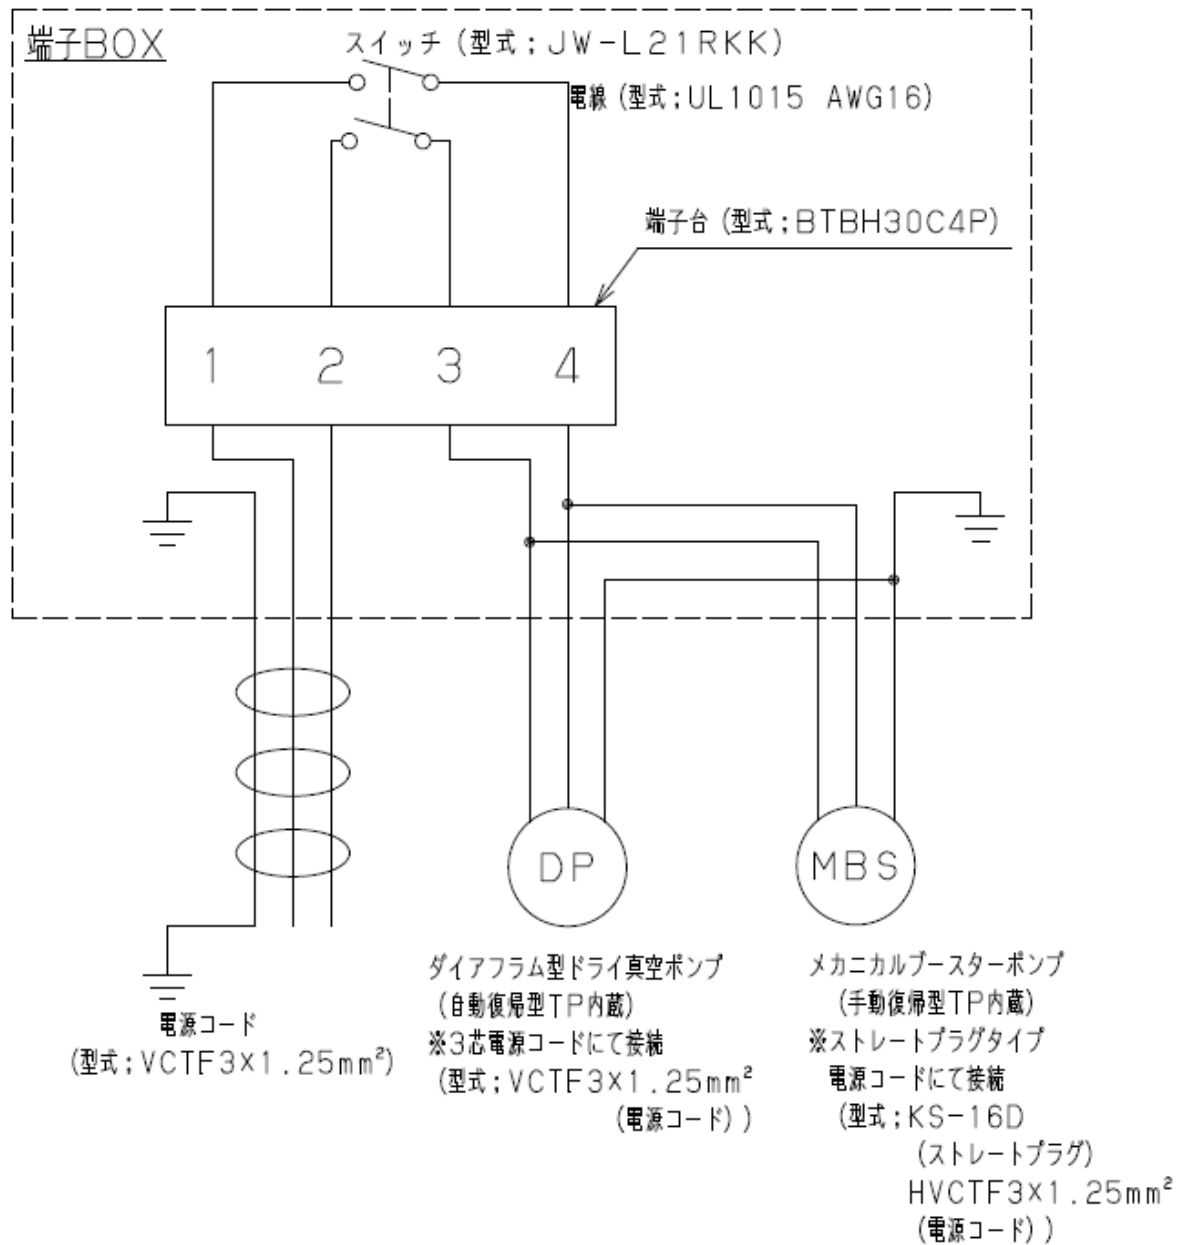 端子BOX
スイッチ(型式;JW-L21RKK)
電線(型式;UL1015 AWG16)
端子台(型式;BTBH30C4P)
1 2 3 4
DP
MBS
電源コード
(型式;VCTF3×1.25mm²)
ダイアフラム型ドライ真空ポンプ
(自動復帰型TP内蔵)
※3芯電源コードにて接続
(型式;VCTF3×1.25mm²
(電源コード))
メカニカルブースターポンプ
(手動復帰型TP内蔵)
※ストレートプラグタイプ
電源コードにて接続
(型式;KS-16D
(ストレートプラグ)
HVCTF3×1.25mm²
(電源コード))